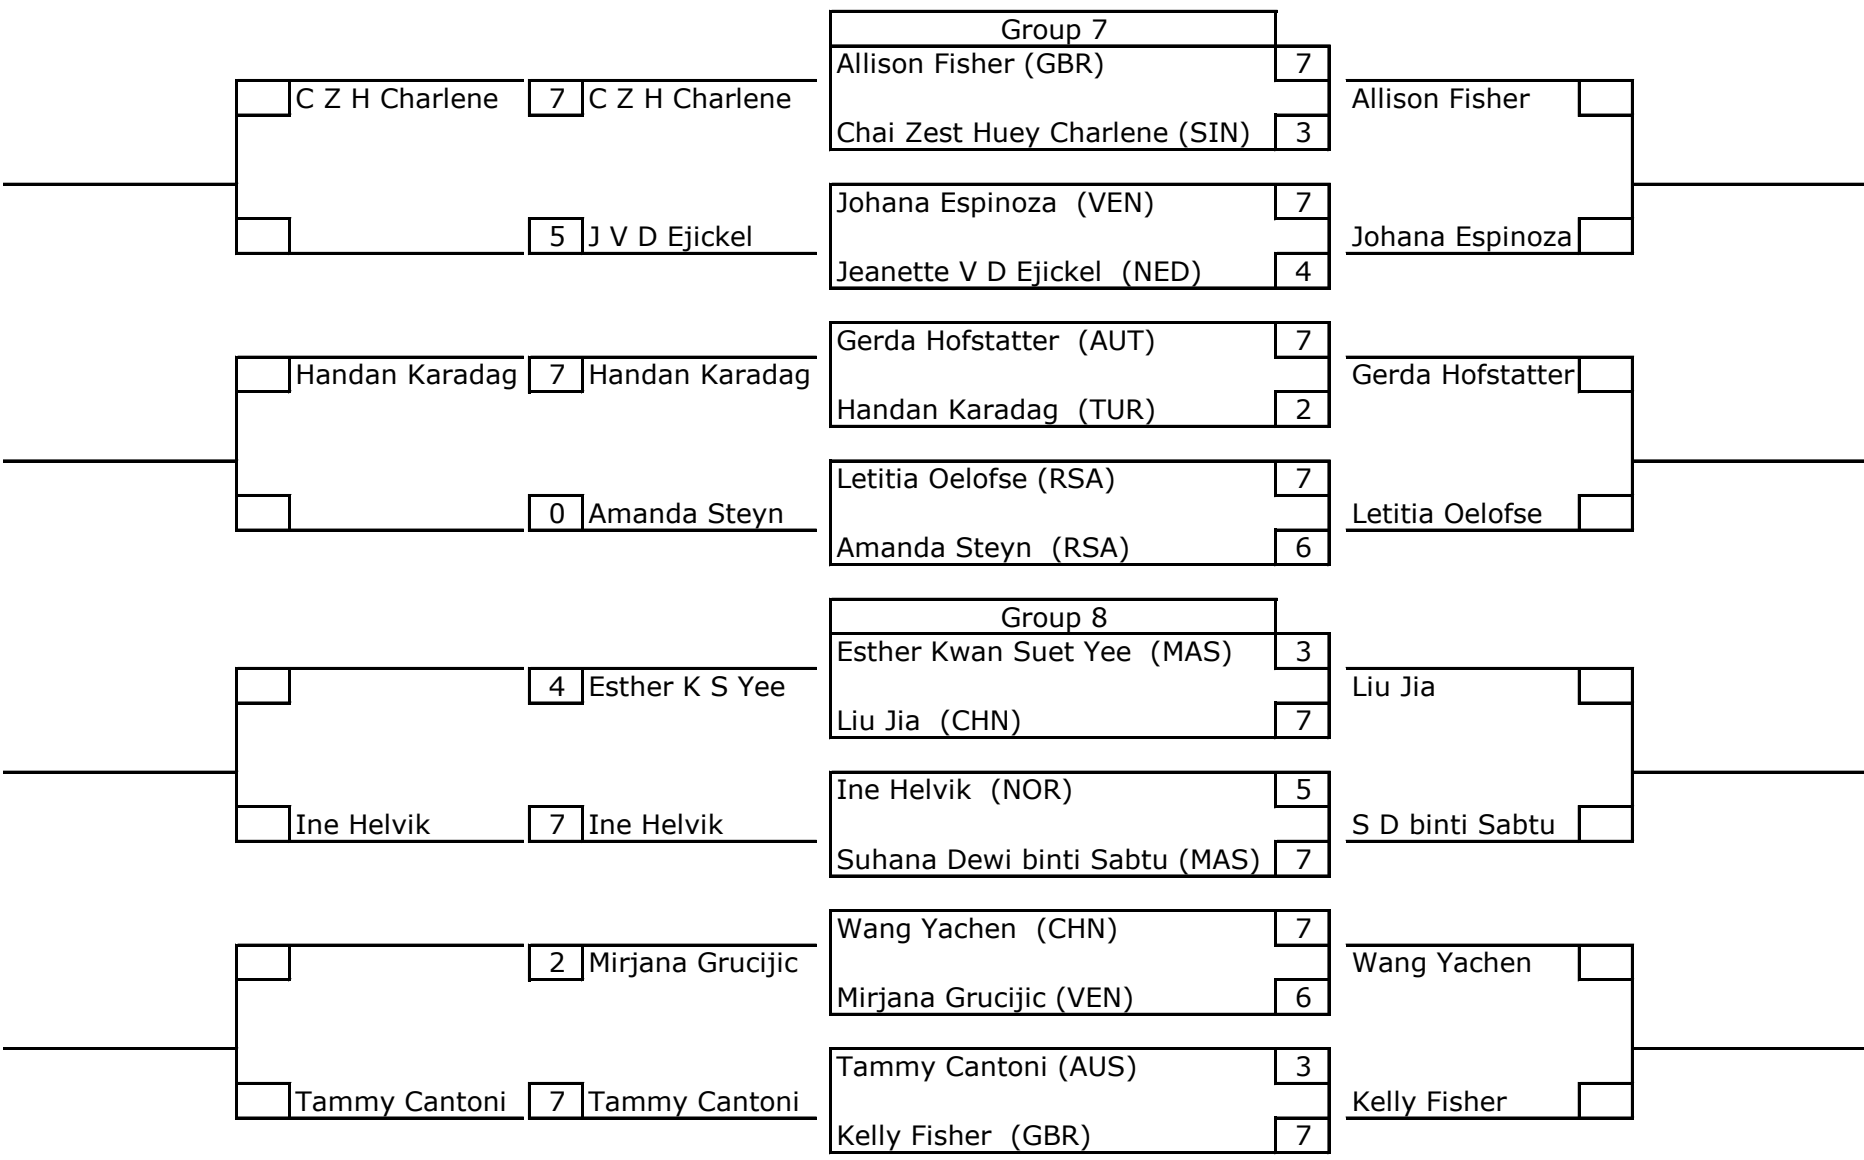 Group 7
Allison Fisher (GBR) 7
C Z H Charlene 7 C Z H Charlene Allison Fisher
Chai Zest Huey Charlene (SIN) 3
Johana Espinoza (VEN) 7
5 J V D Ejickel Johana Espinoza
Jeanette V D Ejickel (NED) 4
Gerda Hofstatter (AUT) 7
Handan Karadag 7 Handan Karadag Gerda Hofstatter
Handan Karadag (TUR) 2
Letitia Oelofse (RSA) 7
0 Amanda Steyn Letitia Oelofse
Amanda Steyn (RSA) 6
Group 8
Esther Kwan Suet Yee (MAS) 3
4 Esther K S Yee Liu Jia
Liu Jia (CHN) 7
Ine Helvik (NOR) 5
Ine Helvik 7 Ine Helvik S D binti Sabtu
Suhana Dewi binti Sabtu (MAS) 7
Wang Yachen (CHN) 7
2 Mirjana Grucijic Wang Yachen
Mirjana Grucijic (VEN) 6
Tammy Cantoni (AUS) 3
Tammy Cantoni 7 Tammy Cantoni Kelly Fisher
Kelly Fisher (GBR) 7